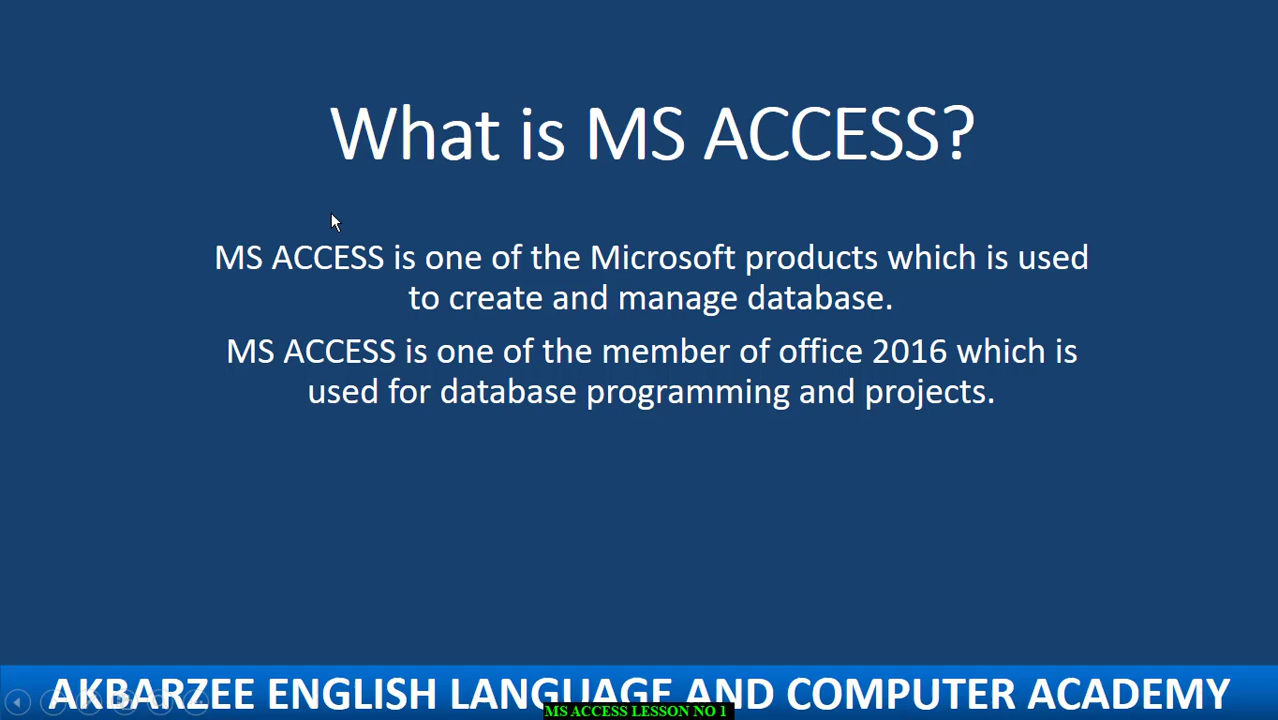 What is MS ACCESS?
MS ACCESS is one of the Microsoft products which is used
to create and manage database.
MS ACCESS is one of the member of office 2016 which is
used for database programming and projects.
AKBARZEE ENGLISH LANGUAGE AND COMPUTER ACADEMY
MS ACCESS LESSON NO 1